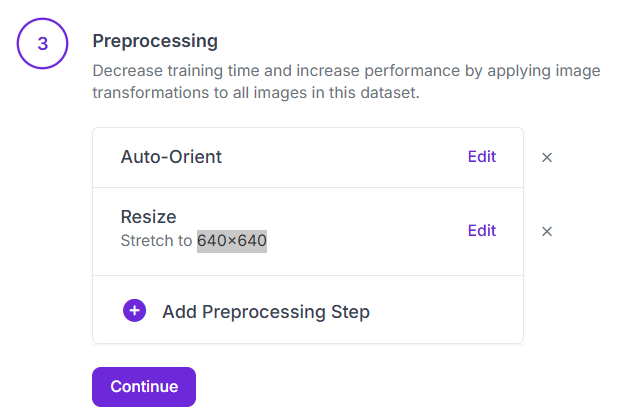 3
Preprocessing
Decrease training time and increase performance by applying image
transformations to all images in this dataset.
Auto-Orient
Edit
×
Resize
Stretch to 640×640
Edit
×
+
Add Preprocessing Step
Continue